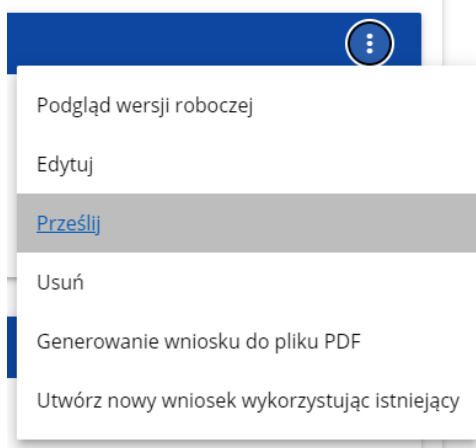 Podgląd wersji roboczej
Edytuj
Prześlij
Usuń
Generowanie wniosku do pliku PDF
Utwórz nowy wniosek wykorzystując istniejący